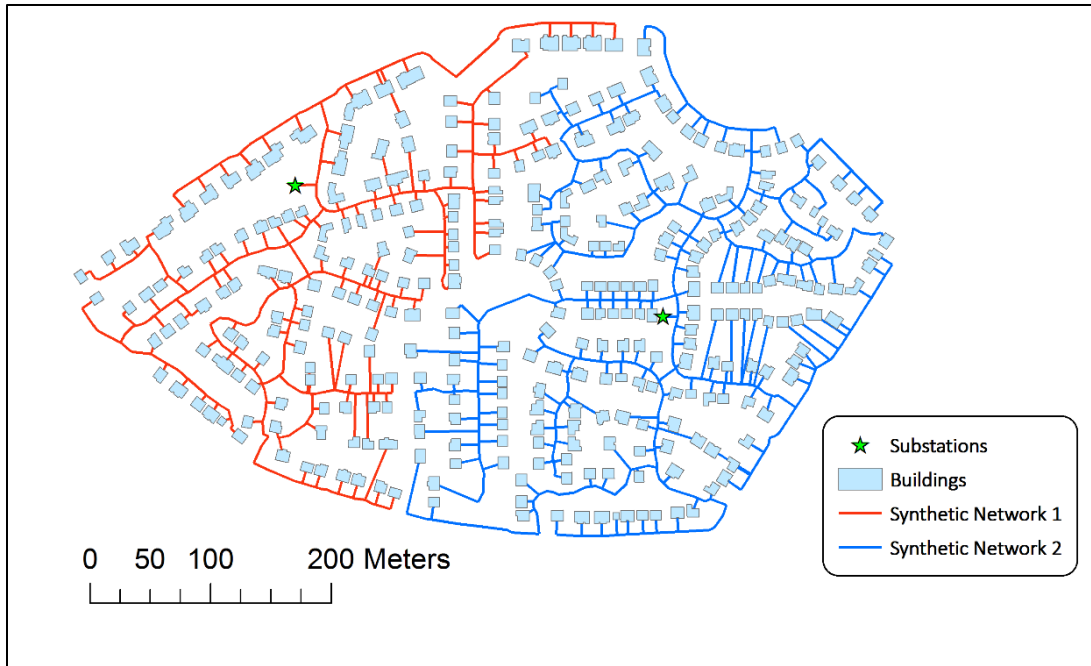 Substations
Buildings
Synthetic Network 1
Synthetic Network 2
0 50 100 200 Meters